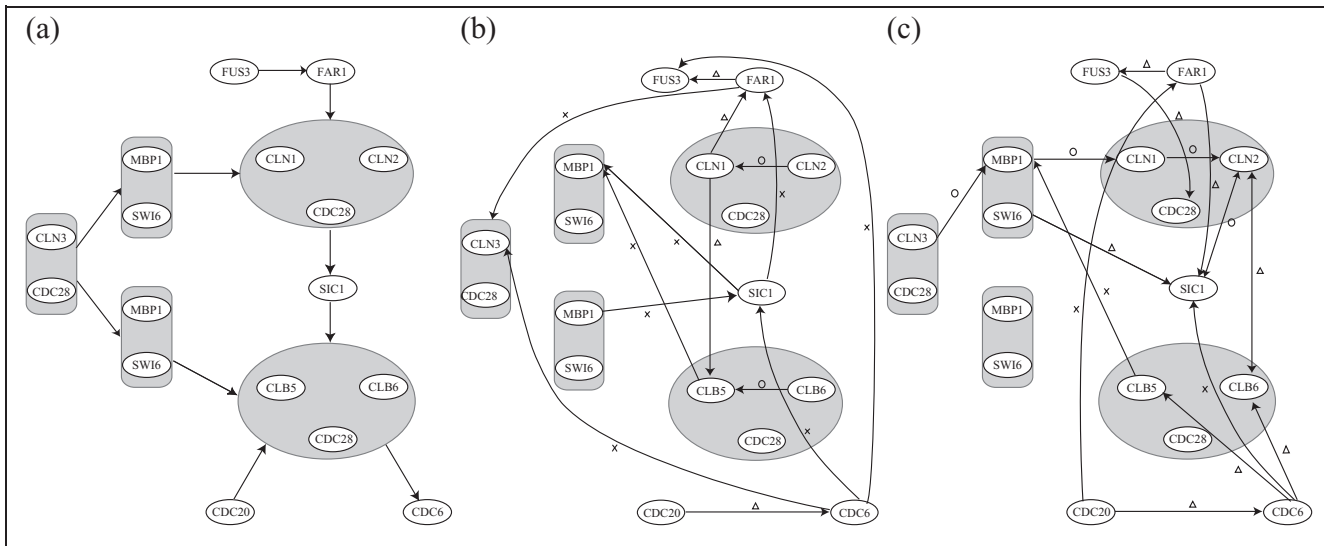 (a) (b) (c)
FUS3 FAR1
MBP1 CLN1 CLN2
SWI6 CDC28
CLN3
CDC28
SIC1
MBP1
SWI6
CLB5 CLB6
CDC28
CDC20 CDC6
FUS3 Δ FAR1
x
Δ
MBP1 CLN1 O CLN2
x
SWI6 CDC28
x
CLN3
x x Δ
CDC28
SIC1
MBP1
x
SWI6
CLB5 O CLB6
x
CDC28
x
CDC20 Δ CDC6
FUS3 Δ FAR1
Δ
MBP1 O CLN1 O CLN2
O Δ
SWI6 CDC28
O
CLN3
Δ
CDC28
Δ
SIC1
x
x
MBP1
SWI6
CLB5 CLB6
x
CDC28
Δ
Δ
CDC20 Δ CDC6